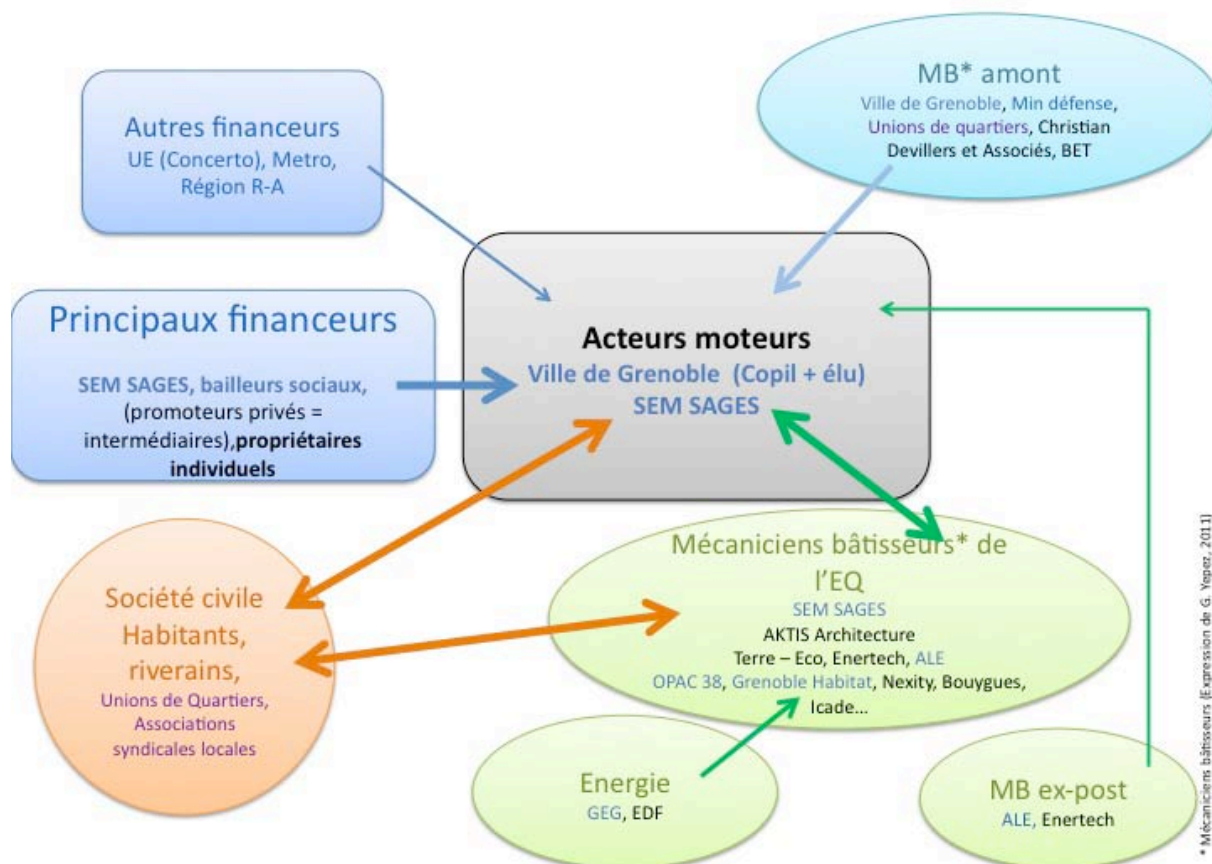 Autres financeurs
UE (Concerto), Metro,
Région R-A
MB* amont
Ville de Grenoble, Min défense,
Unions de quartiers, Christian
Devillers et Associés, BET
Principaux financeurs
SEM SAGES, bailleurs sociaux,
(promoteurs privés =
intermédiaires),propriétaires
individuels
Acteurs moteurs
Ville de Grenoble (Copil + élu)
SEM SAGES
Société civile
Habitants,
riverains,
Unions de Quartiers,
Associations
syndicales locales
Mécaniciens bâtisseurs* de
l'EQ
SEM SAGES
AKTIS Architecture
Terre – Eco, Enertech, ALE
OPAC 38, Grenoble Habitat, Nexity, Bouygues,
Icade...
Energie
GEG, EDF
MB ex-post
ALE, Enertech
* Mécaniciens bâtisseurs (Expression de G. Yepez, 2011)